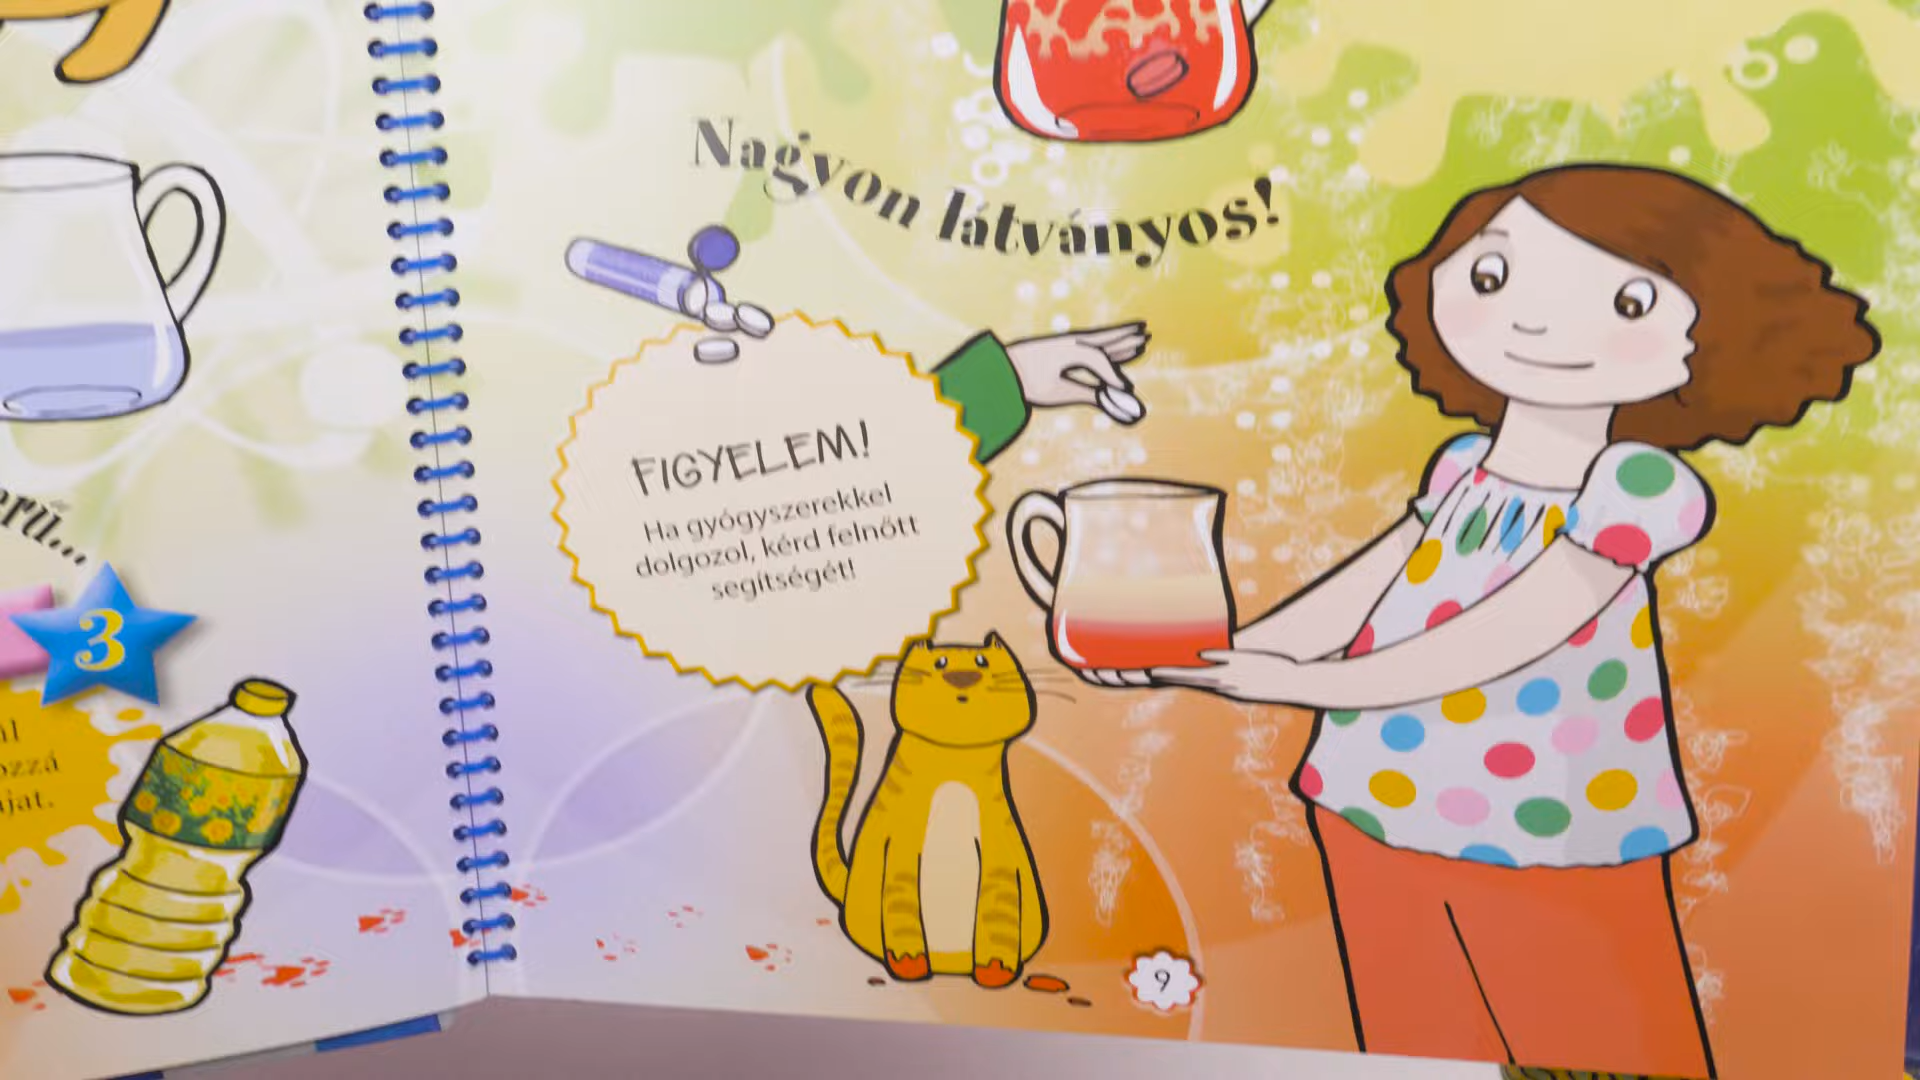 Nagyon látványos!
FIGYELEM!
Ha gyógyszerekkel
dolgozol, kérd felnőtt
segítségét!
3
9